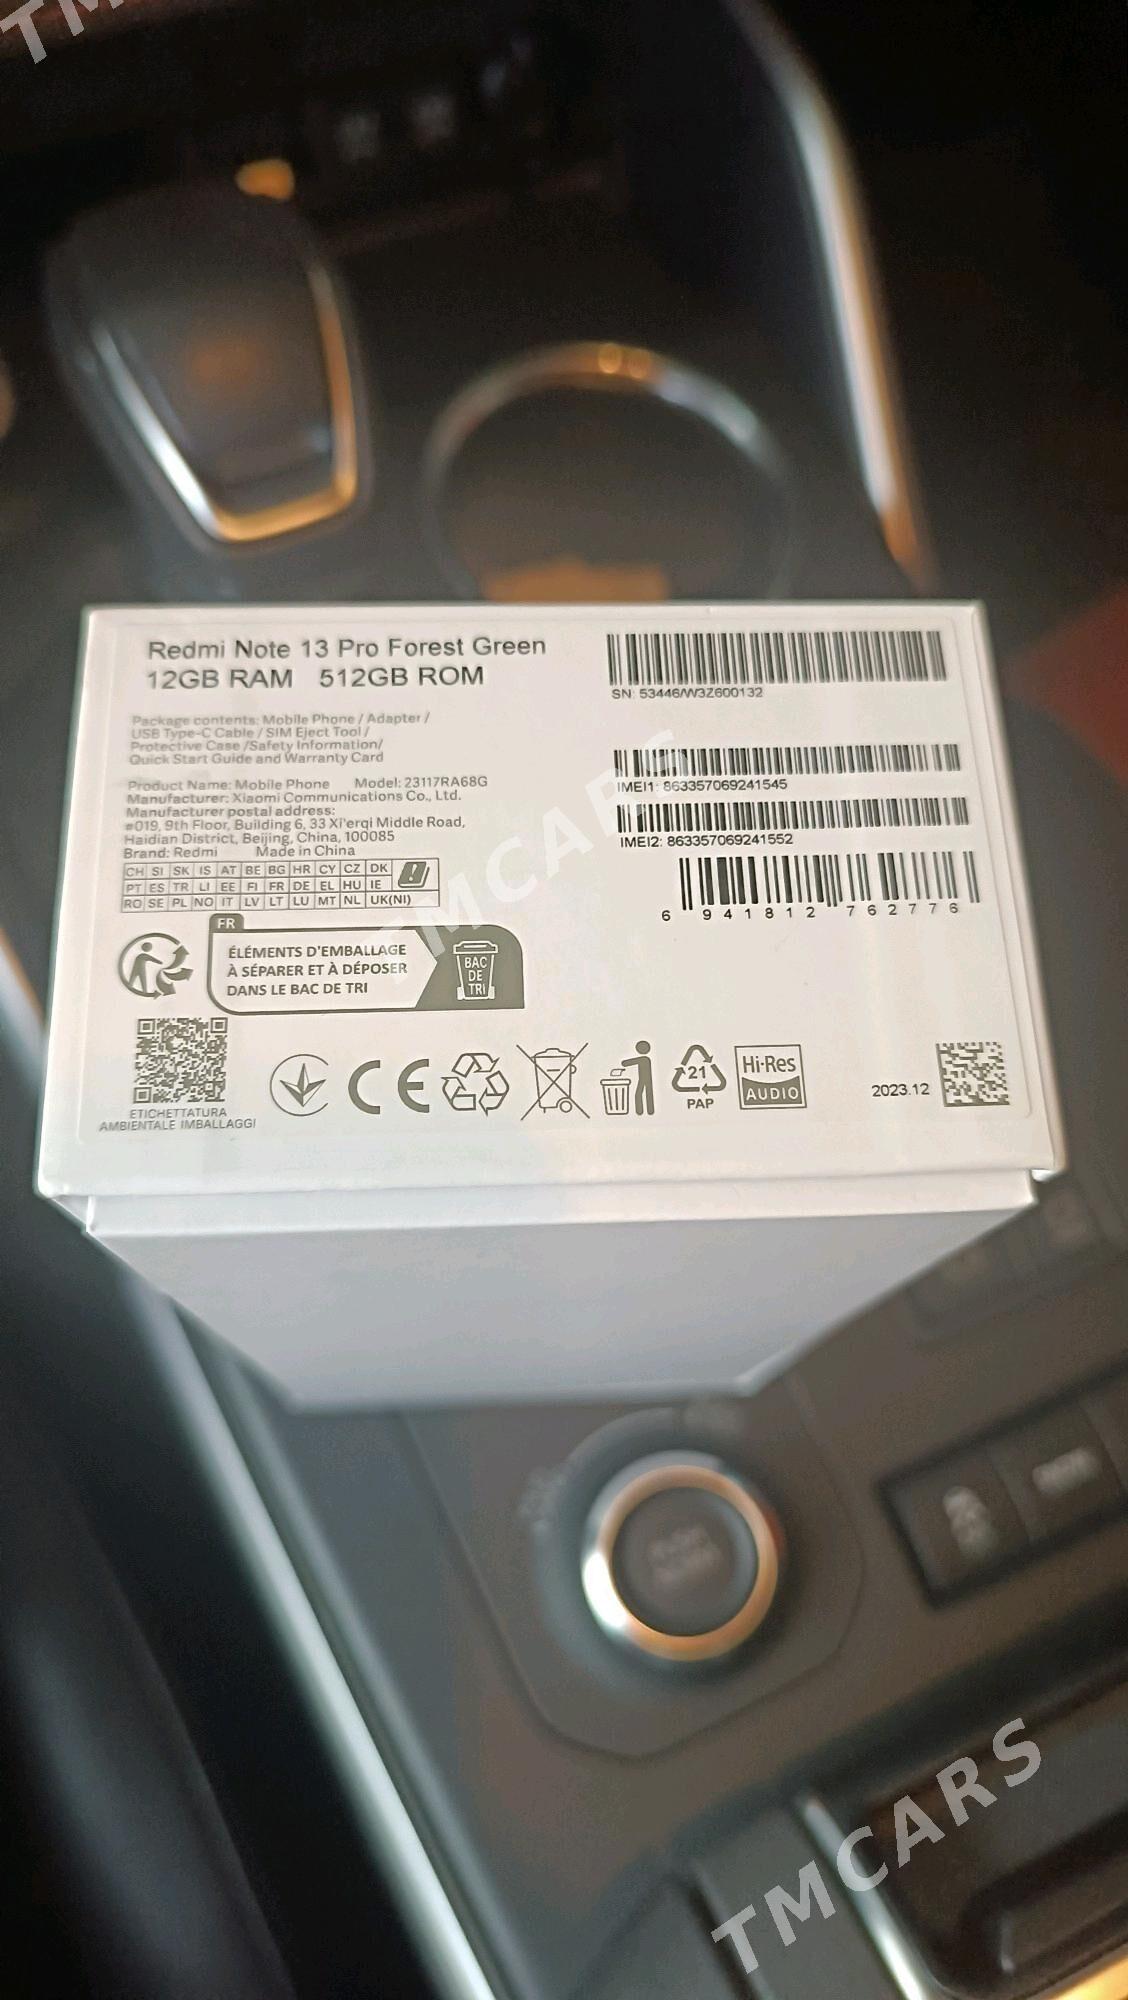 TM
Redmi Note 13 Pro Forest Green
12GB RAM 512GB ROM
SN: 53446/W3Z600132
Package contents: Mobile Phone / Adapter /
USB Type-C Cable / SIM Eject Tool /
Protective Case /Safety Information/
Quick Start Guide and Warranty Card
IMEI1: 863357069241545
Product Name: Mobile Phone Model: 23117RA68G
Manufacturer: Xiaomi Communications Co., Ltd.
Manufacturer postal address:
#019, 9th Floor, Building 6, 33 Xi'erqi Middle Road,
Haidian District, Beijing, China, 100085
Brand: Redmi Made in China
IMEI2: 863357069241552
CH SI SK IS AT BE BG HR CY CZ DK
PT ES TR LI EE FI FR DE EL HU IE
RO SE PL NO IT LV LT LU MT NL UK(NI)
6 941812 762776
TMCARS
FR
ÉLÉMENTS D'EMBALLAGE
À SÉPARER ET À DÉPOSER
DANS LE BAC DE TRI
BAC
DE
TRI
ETICHETTATURA
AMBIENTALE IMBALLAGGI
CE
21
PAP
Hi-Res
AUDIO
2023.12
TMCARS